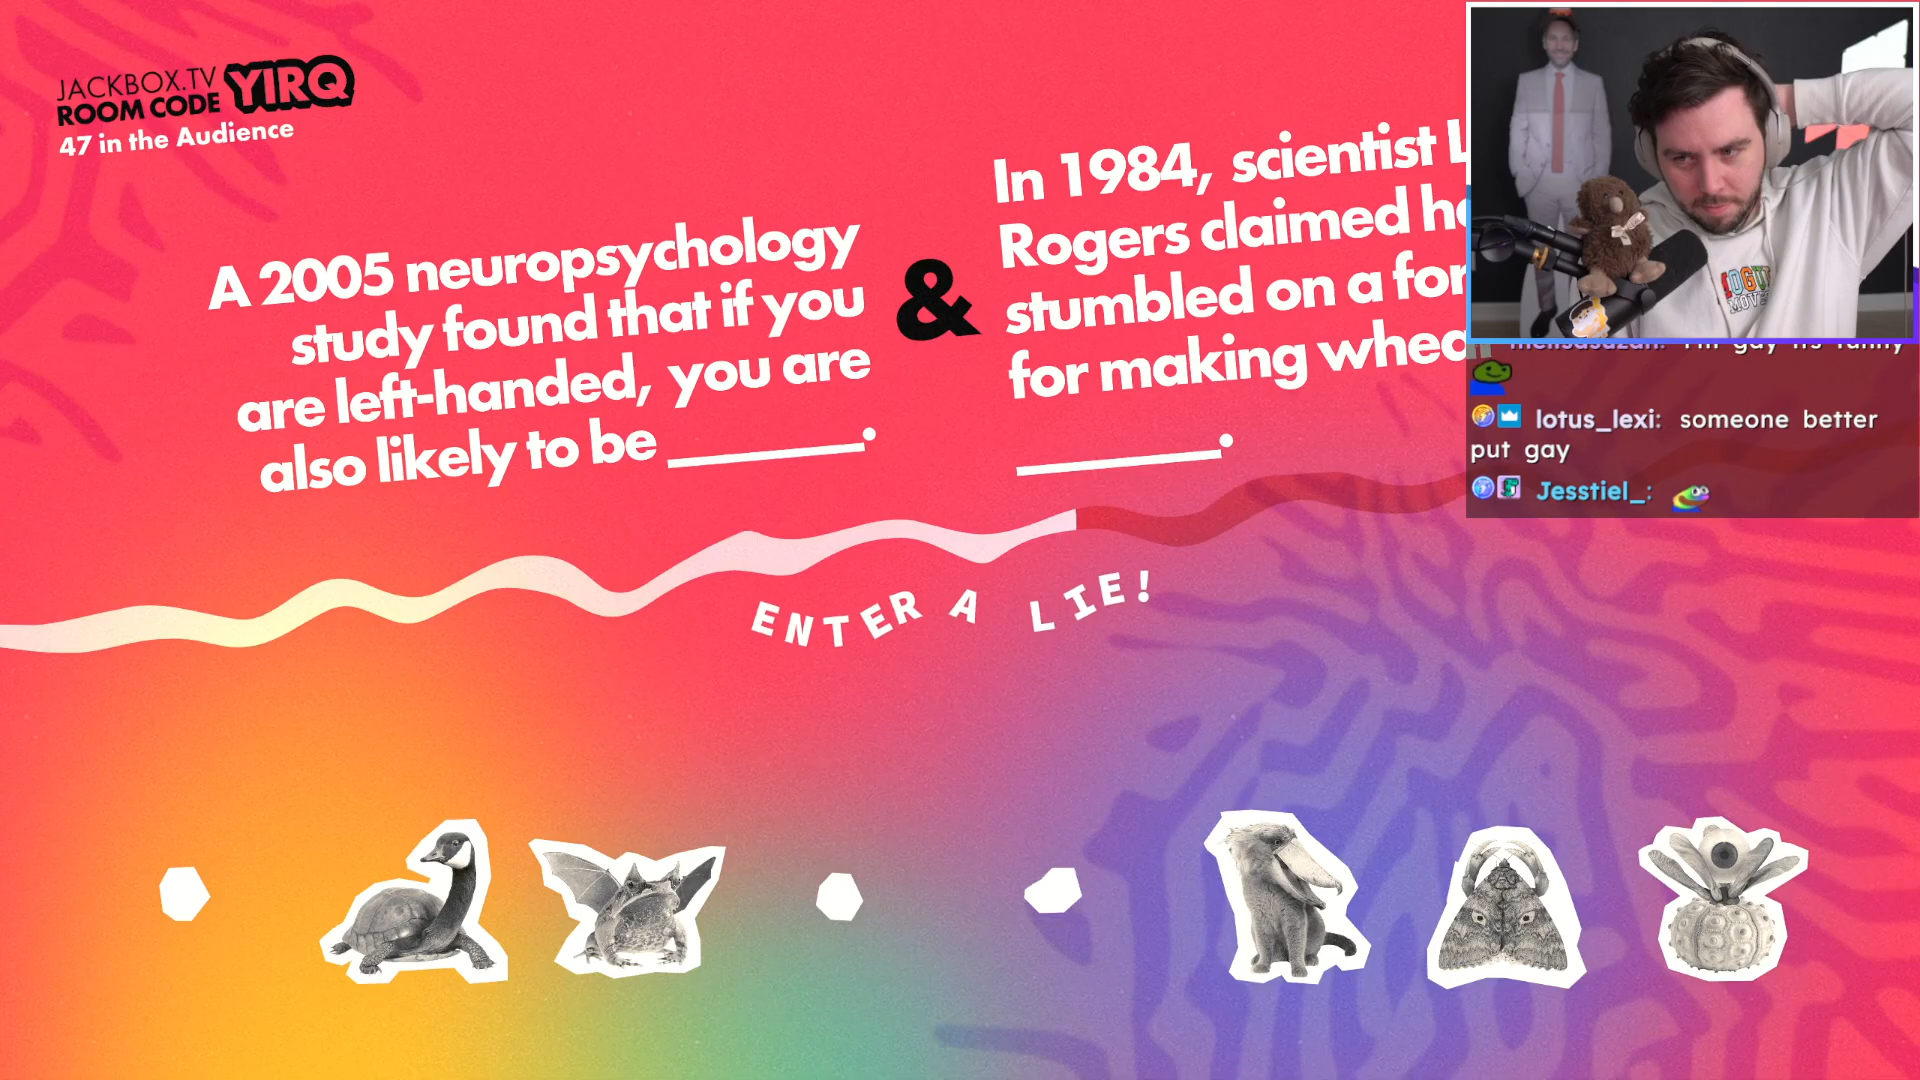 JACKBOX.TV
ROOM CODE YIRQ
47 in the Audience
A 2005 neuropsychology
study found that if you
are left-handed, you are
also likely to be ______.
&
In 1984, scientist
Rogers claimed
stumbled on a
for making
______.
ENTER A LIE!
lotus_lexi: someone better
put gay
Jesstiel_: